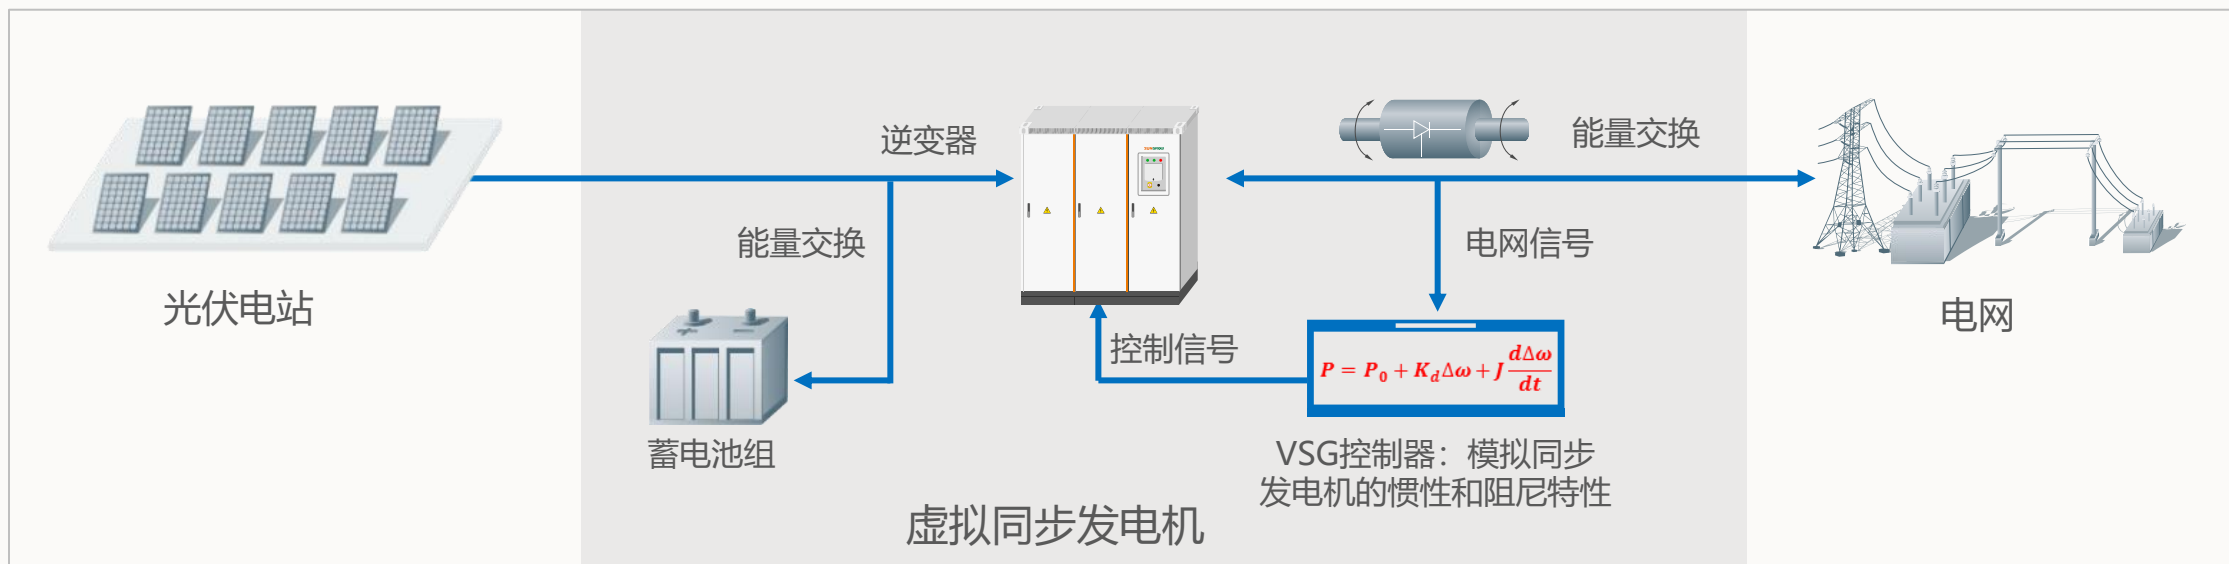 逆变器
能量交换
能量交换
电网信号
光伏电站
电网
控制信号
P = P₀ + K_dΔω + J dΔω/dt
蓄电池组
VSG控制器：模拟同步
发电机的惯性和阻尼特性
虚拟同步发电机